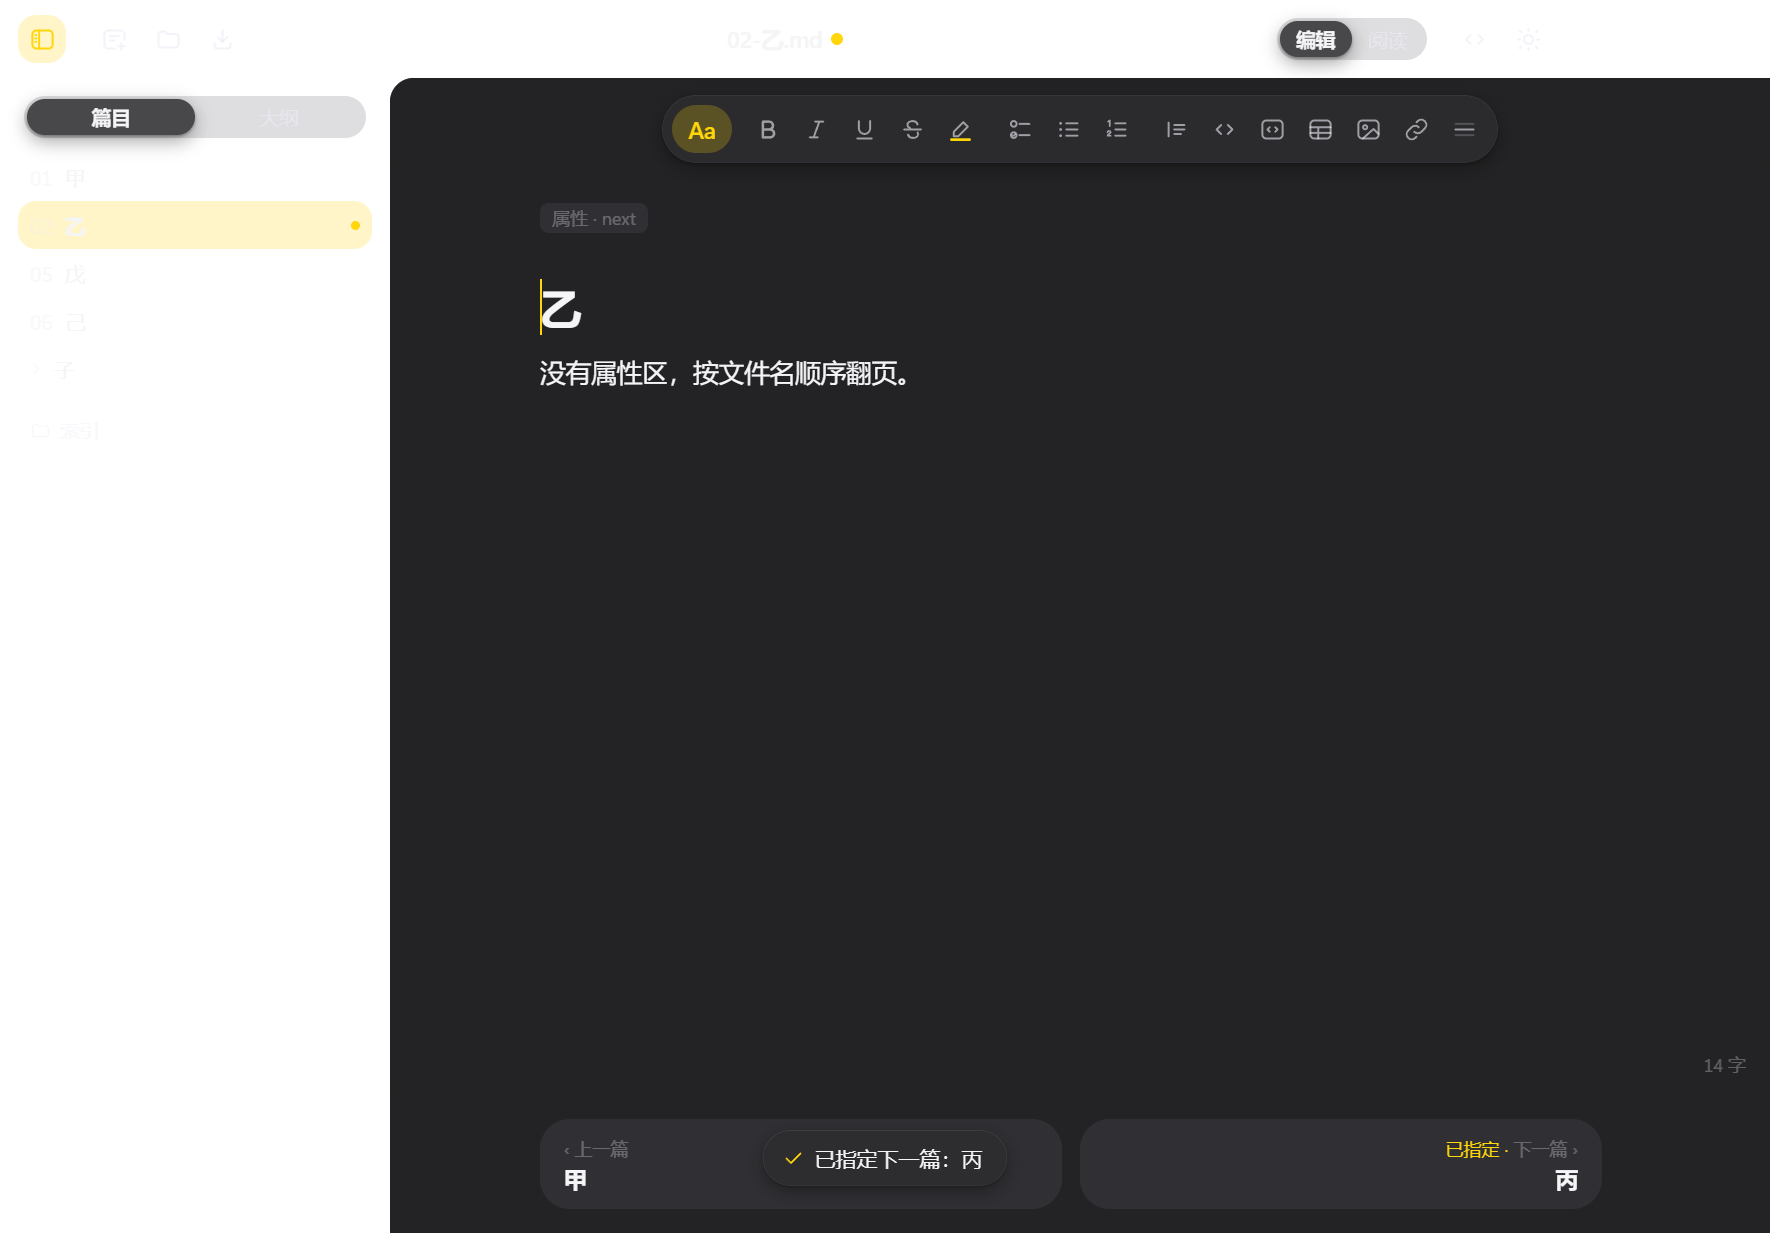 02-乙.md
编辑 阅读
篇目 大纲
01 甲
02 乙
05 戊
06 己
子
索引
Aa
属性 · next
乙
没有属性区，按文件名顺序翻页。
14 字
‹ 上一篇
甲
已指定下一篇：丙
已指定 · 下一篇 ›
丙